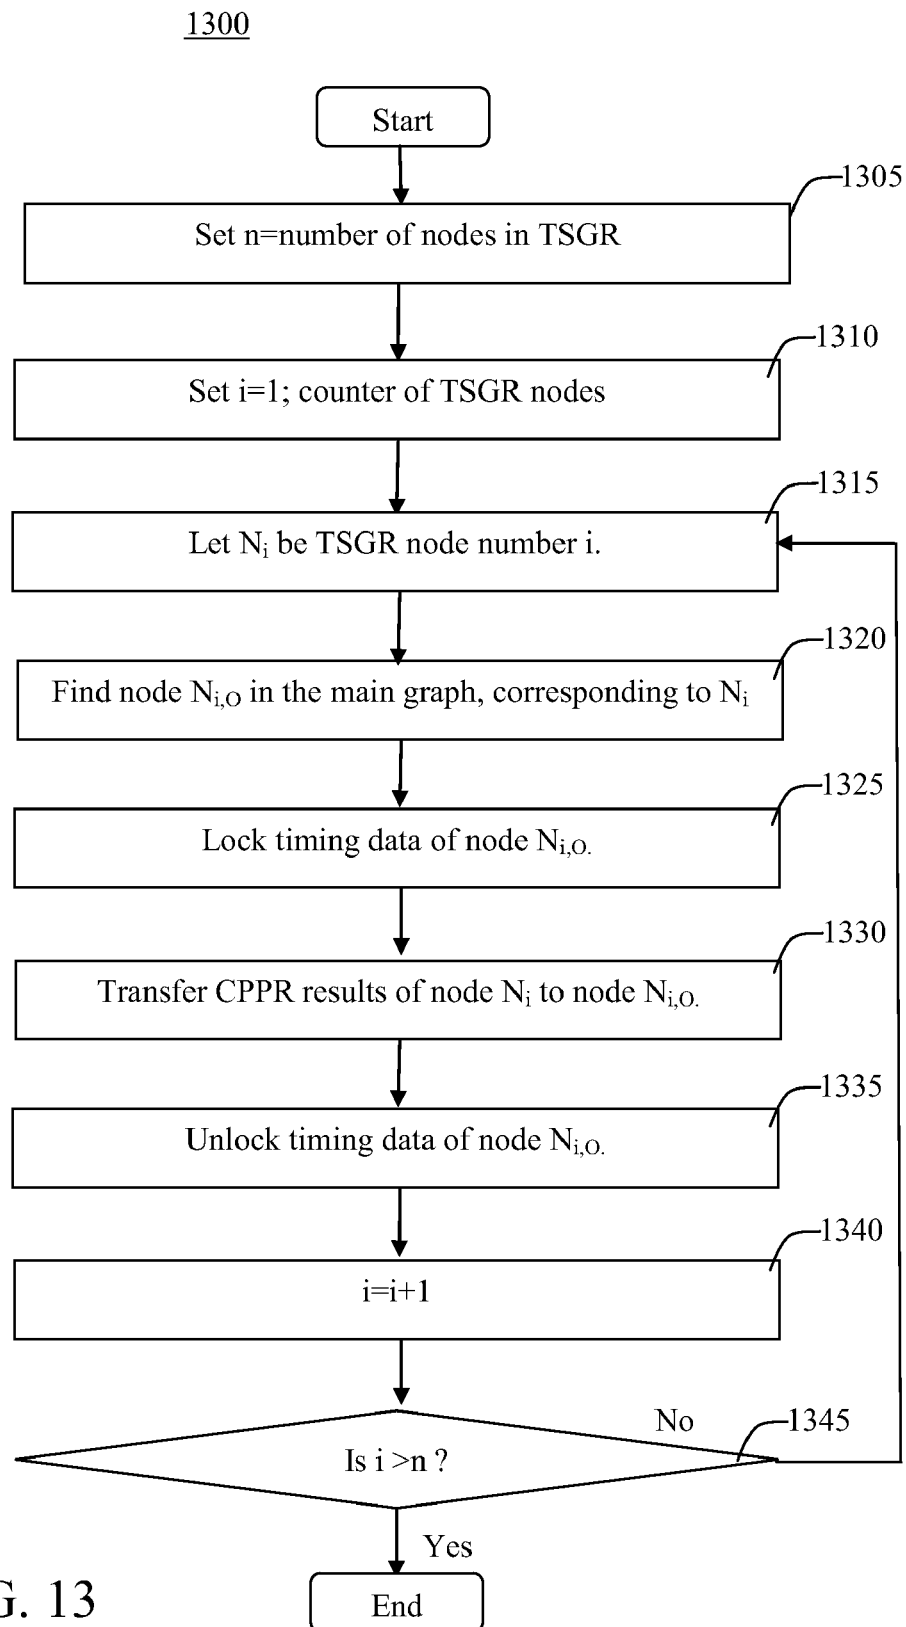 1300
Start
1305
Set n=number of nodes in TSGR
1310
Set i=1; counter of TSGR nodes
1315
Let Ni be TSGR node number i.
1320
Find node Ni,O in the main graph, corresponding to Ni
1325
Lock timing data of node Ni,O.
1330
Transfer CPPR results of node Ni to node Ni,O.
1335
Unlock timing data of node Ni,O.
1340
i=i+1
No
1345
Is i >n ?
Yes
End
G. 13